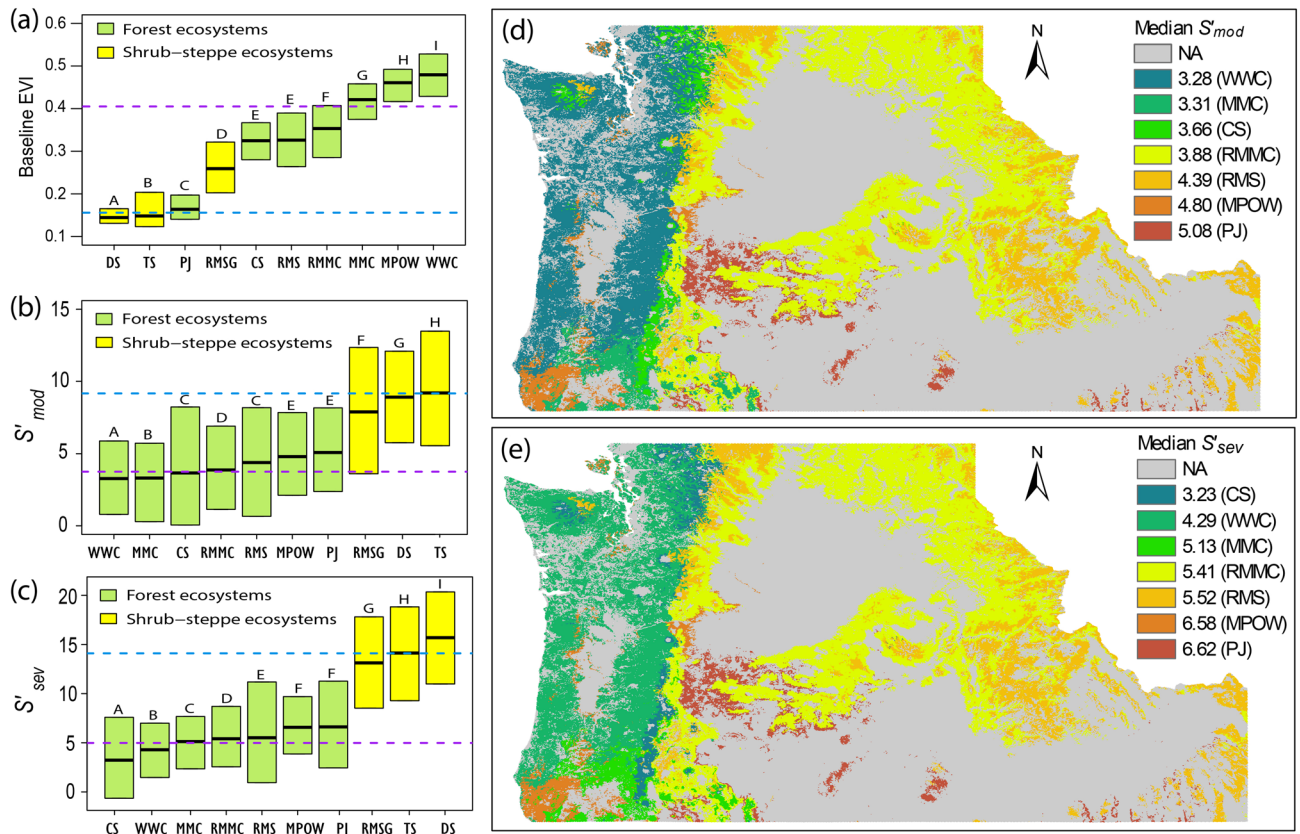 (a)
Baseline EVI
0.6
0.5
0.4
0.3
0.2
0.1
Forest ecosystems
Shrub−steppe ecosystems
A
B
C
D
E
E
F
G
H
I
DS TS PJ RMSG CS RMS RMMC MMC MPOW WWC
(b)
S'mod
15
10
5
0
Forest ecosystems
Shrub−steppe ecosystems
A
B
C
D
C
E
E
F
G
H
WWC MMC CS RMMC RMS MPOW PJ RMSG DS TS
(c)
S'sev
20
15
10
5
0
Forest ecosystems
Shrub−steppe ecosystems
A
B
C
D
E
F
F
G
H
I
CS WWC MMC RMMC RMS MPOW PI RMSG TS DS
(d)
N
Median S'mod
NA
3.28 (WWC)
3.31 (MMC)
3.66 (CS)
3.88 (RMMC)
4.39 (RMS)
4.80 (MPOW)
5.08 (PJ)
(e)
N
Median S'sev
NA
3.23 (CS)
4.29 (WWC)
5.13 (MMC)
5.41 (RMMC)
5.52 (RMS)
6.58 (MPOW)
6.62 (PJ)